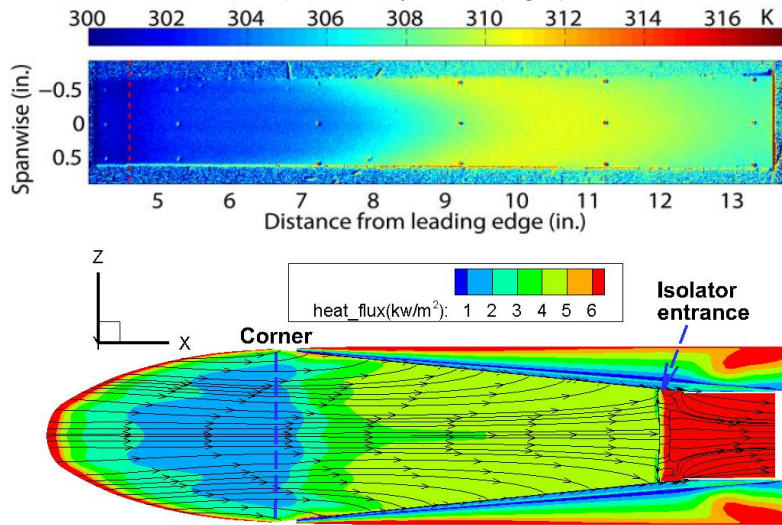 300 302 304 306 308 310 312 314 316 K
Spanwise (in.)
−0.5
0
0.5
5 6 7 8 9 10 11 12 13
Distance from leading edge (in.)
Z
Y X
heat_flux(kw/m²): 1 2 3 4 5 6
Isolator
entrance
Corner